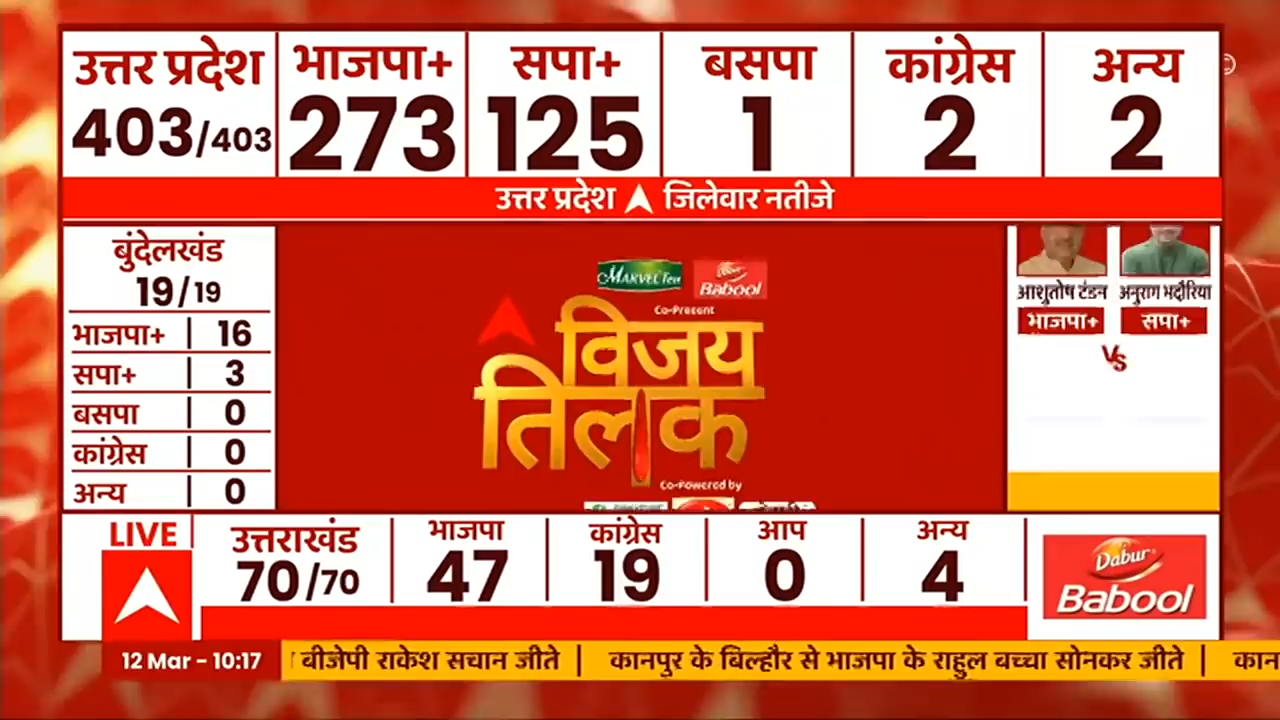 उत्तर प्रदेश भाजपा+ सपा+ बसपा कांग्रेस अन्य
403/403 273 125 1 2 2
उत्तर प्रदेश जिलेवार नतीजे
बुंदेलखंड
19/19
भाजपा+ 16
सपा+ 3
बसपा 0
कांग्रेस 0
अन्य 0
MARVEL Tea Babool
Co-Present
विजय
तिलक
Co-Powered by
आशुतोष टंडन अनुराग भदौरिया
भाजपा+ सपा+
VS
LIVE
उत्तराखंड भाजपा कांग्रेस आप अन्य
70/70 47 19 0 4
Dabur
Babool
12 Mar - 10:17 बीजेपी राकेश सचान जीते | कानपुर के बिल्हौर से भाजपा के राहुल बच्चा सोनकर जीते |